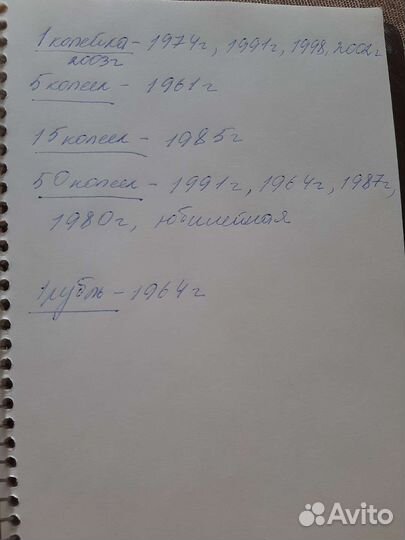 1 копейка - 1974г, 1991г, 1998, 2002г
2003г
5 копеек - 1961г
15 копеек - 1985г
50 копеек - 1991г, 1964г, 1987г,
1980г, юбилейная
1 рубль - 1964г
Avito